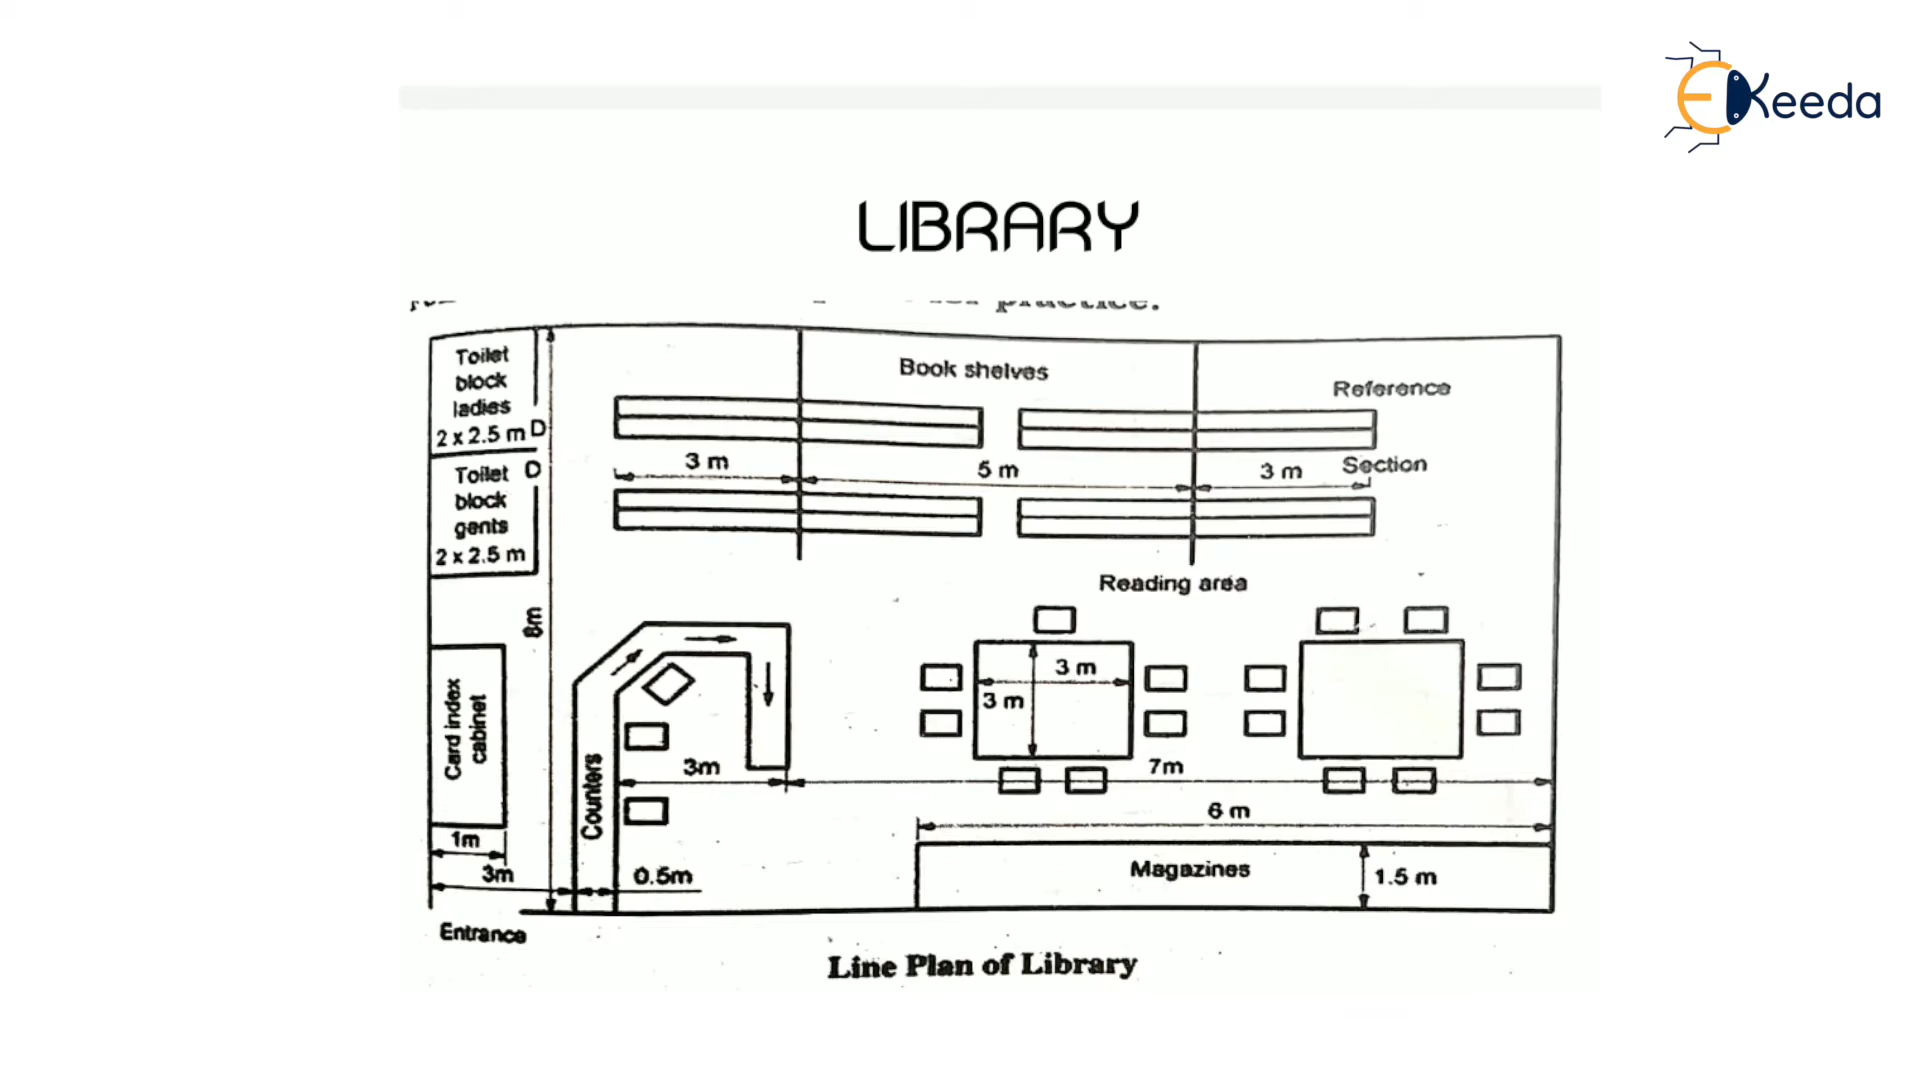 EKeeda
LIBRARY
practice.
Toilet
block
ladies
2 x 2.5 m D
Toilet D
block
gents
2 x 2.5 m
Book shelves
Reference
Section
3 m
5 m
3 m
Reading area
8m
Card index
cabinet
Counters
3 m
3 m
3m
7m
6 m
1m
3m
0.5m
Magazines
1.5 m
Entrance
Line Plan of Library